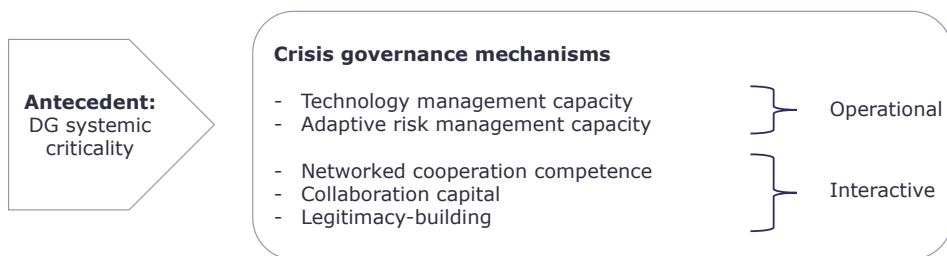 Antecedent:
DG systemic
criticality
Crisis governance mechanisms
- Technology management capacity
- Adaptive risk management capacity
Operational
- Networked cooperation competence
- Collaboration capital
- Legitimacy-building
Interactive